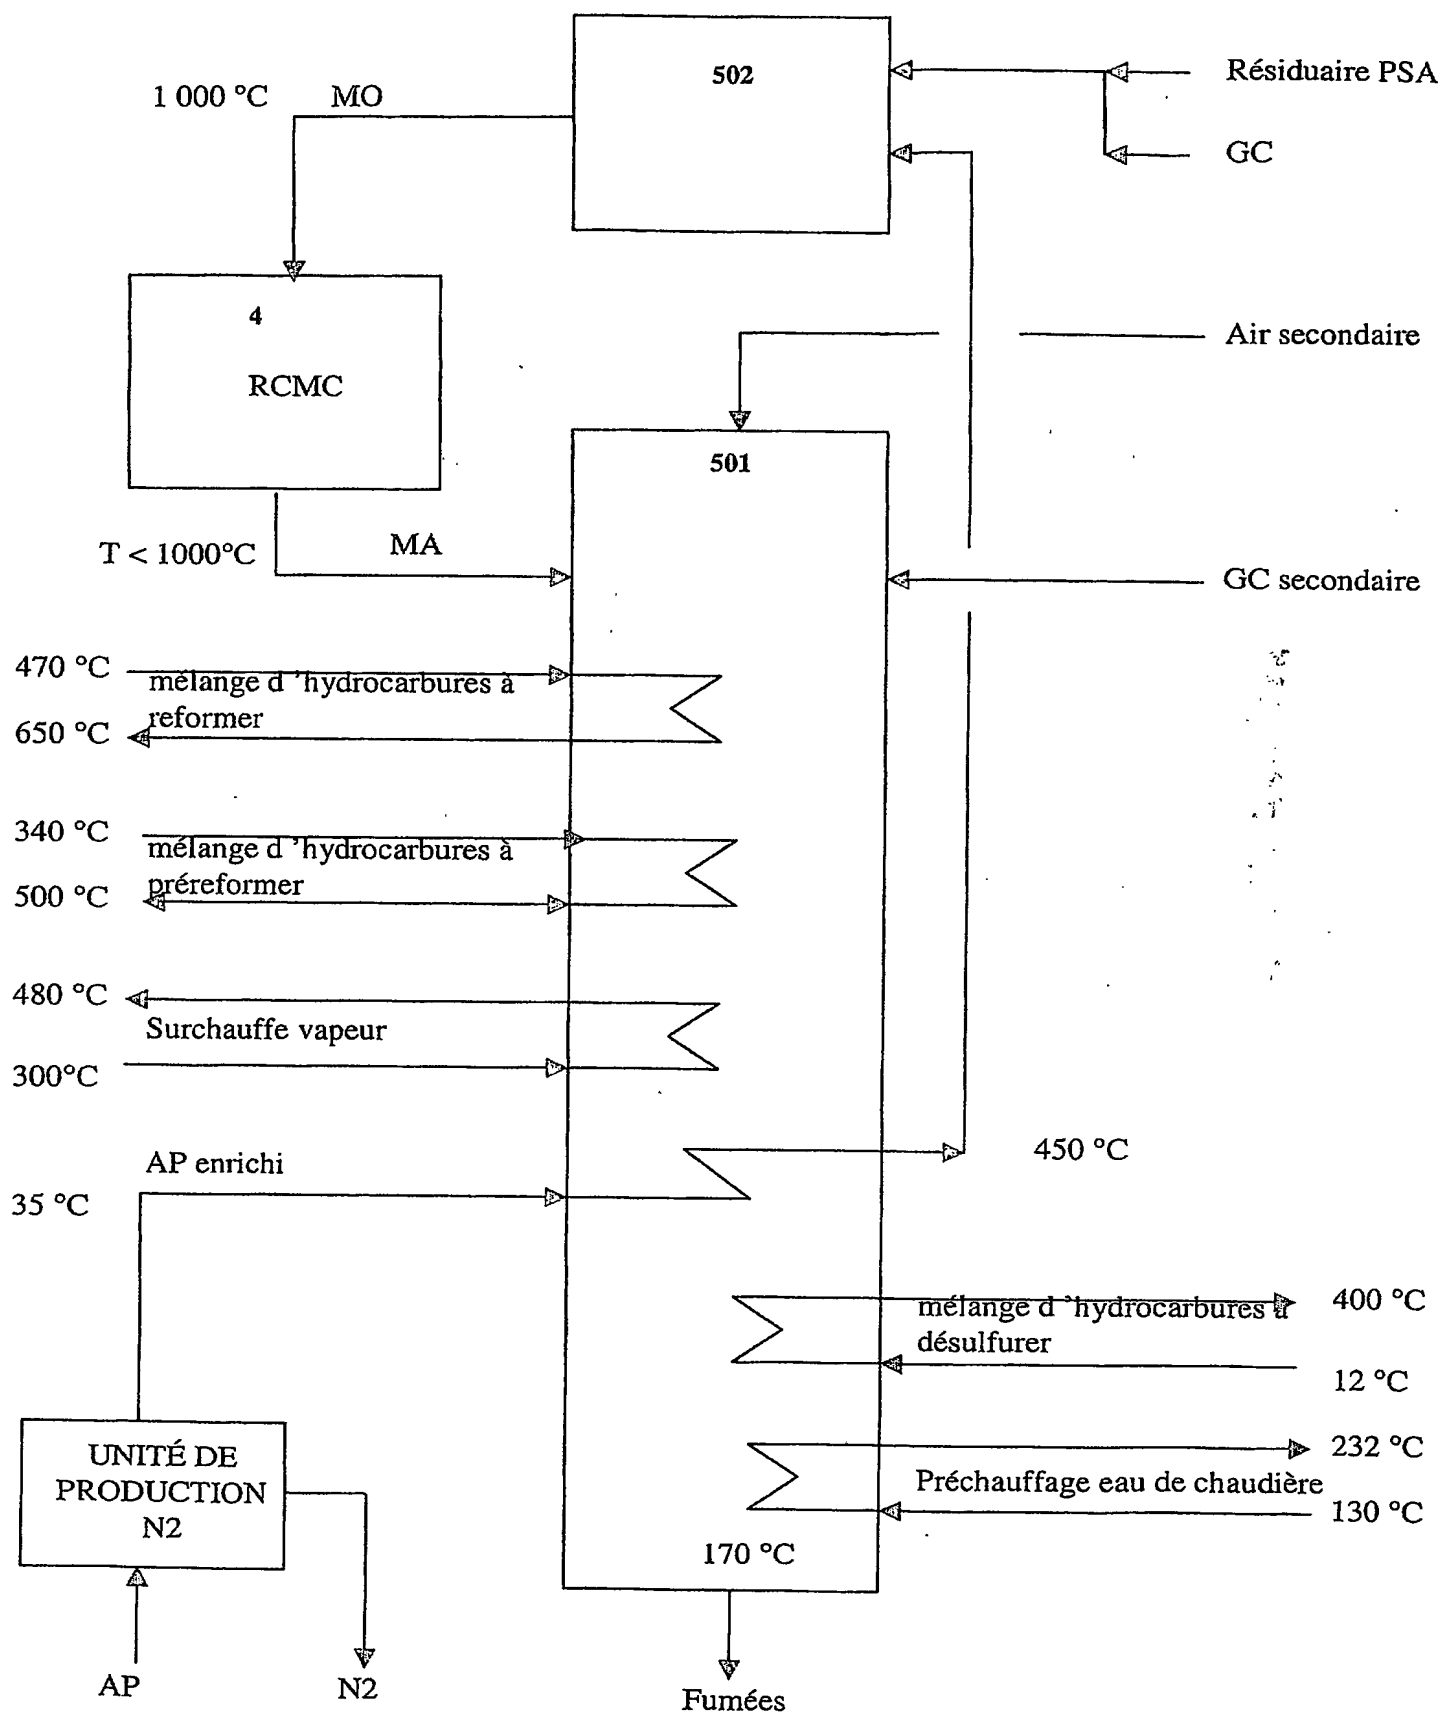 502
Résiduaire PSA
1 000 °C
MO
GC
4
RCMC
Air secondaire
501
T < 1000°C
MA
GC secondaire
470 °C
mélange d 'hydrocarbures à
reformer
650 °C
340 °C
mélange d 'hydrocarbures à
préreformer
500 °C
480 °C
Surchauffe vapeur
300°C
450 °C
AP enrichi
35 °C
400 °C
mélange d 'hydrocarbures à
désulfurer
12 °C
UNITÉ DE
PRODUCTION
N2
232 °C
Préchauffage eau de chaudière
130 °C
170 °C
AP
N2
Fumées